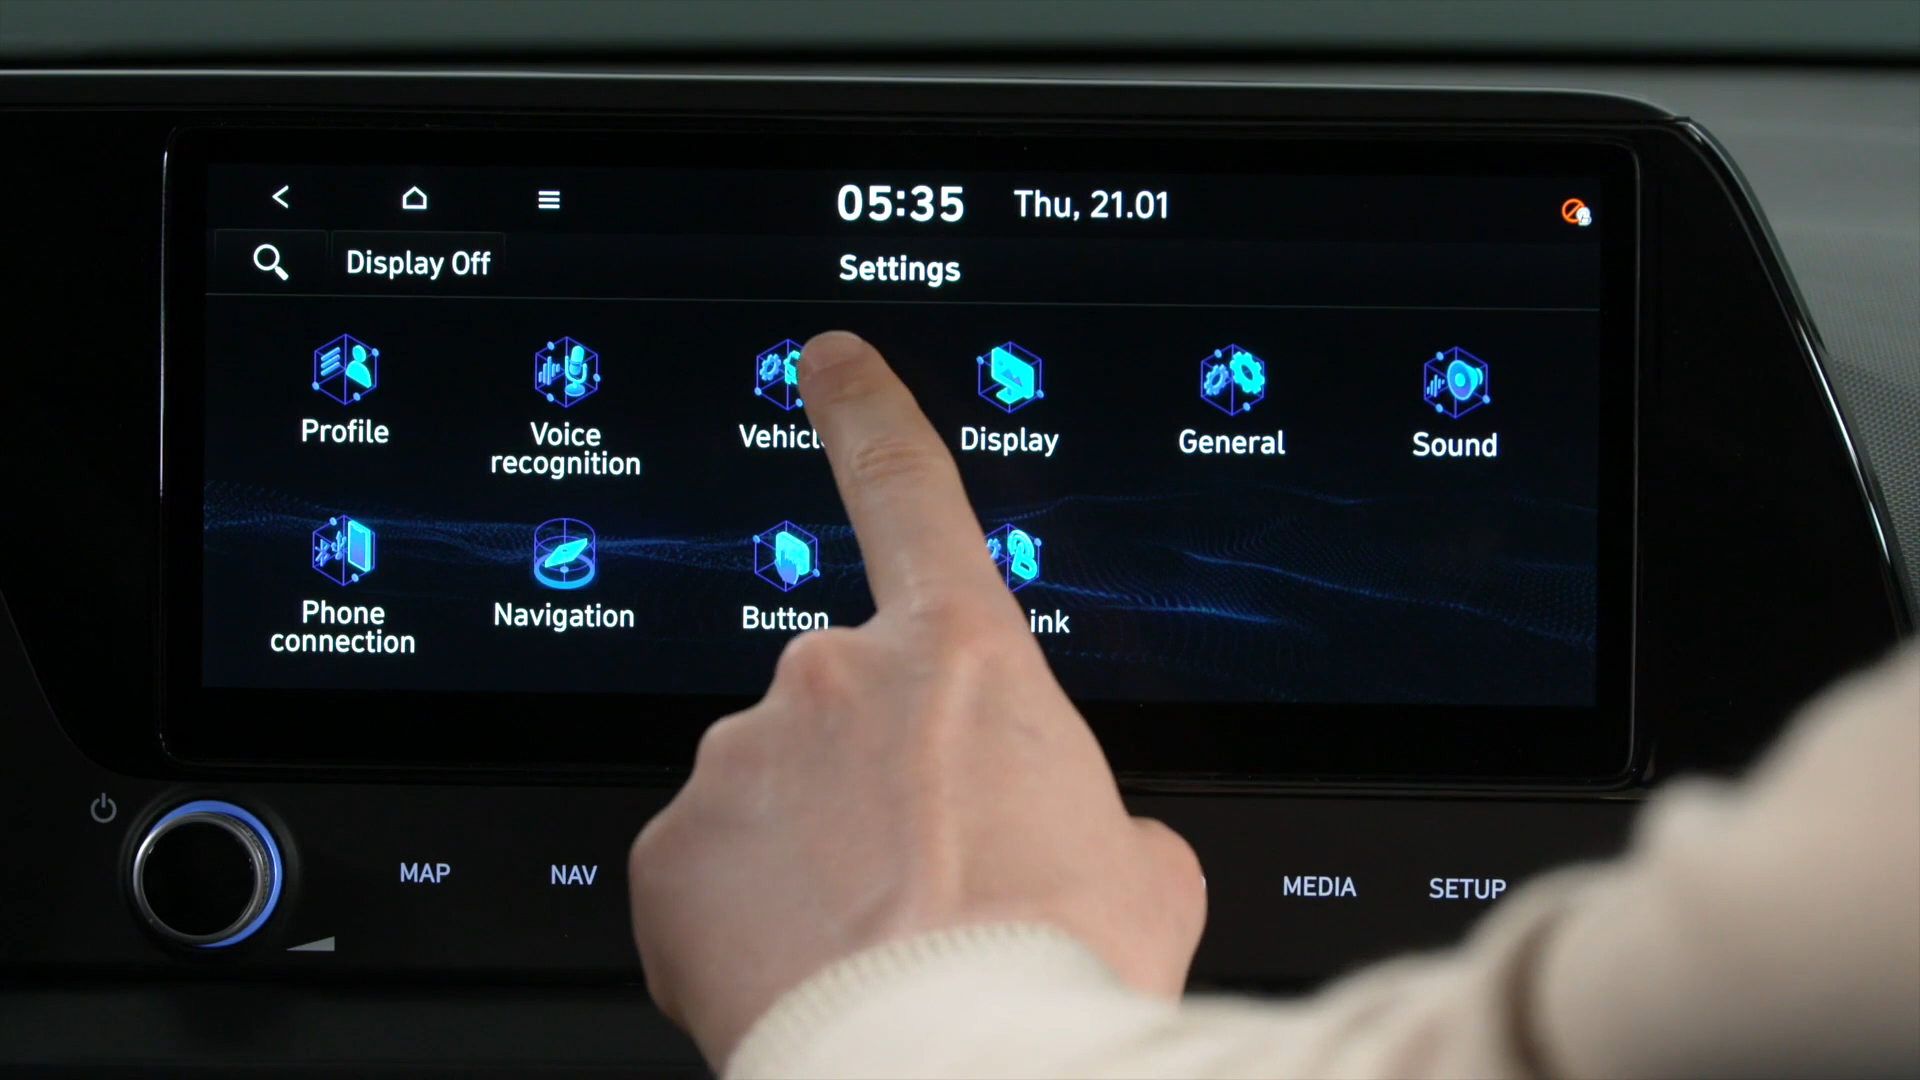 05:35 Thu, 21.01
Display Off
Settings
Profile
Voice
recognition
Display
General
Sound
Phone
connection
Navigation
Button
MAP
NAV
MEDIA
SETUP